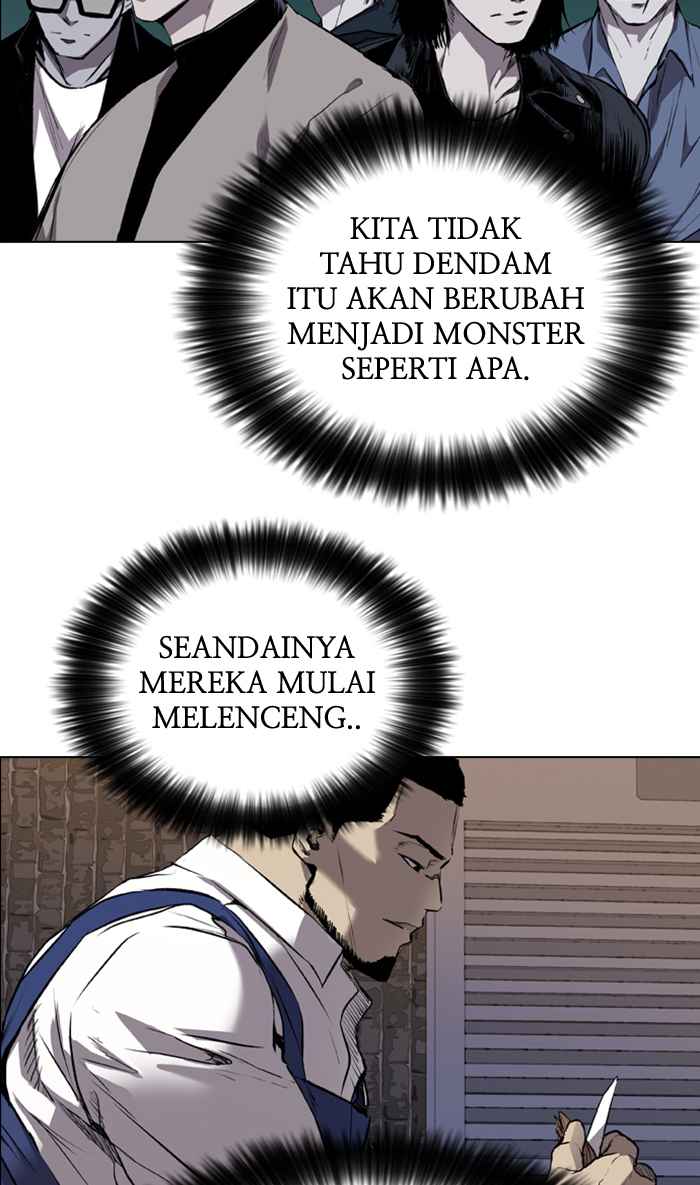 KITA TIDAK
TAHU DENDAM
ITU AKAN BERUBAH
MENJADI MONSTER
SEPERTI APA.
SEANDAINYA
MEREKA MULAI
MELENCENG..